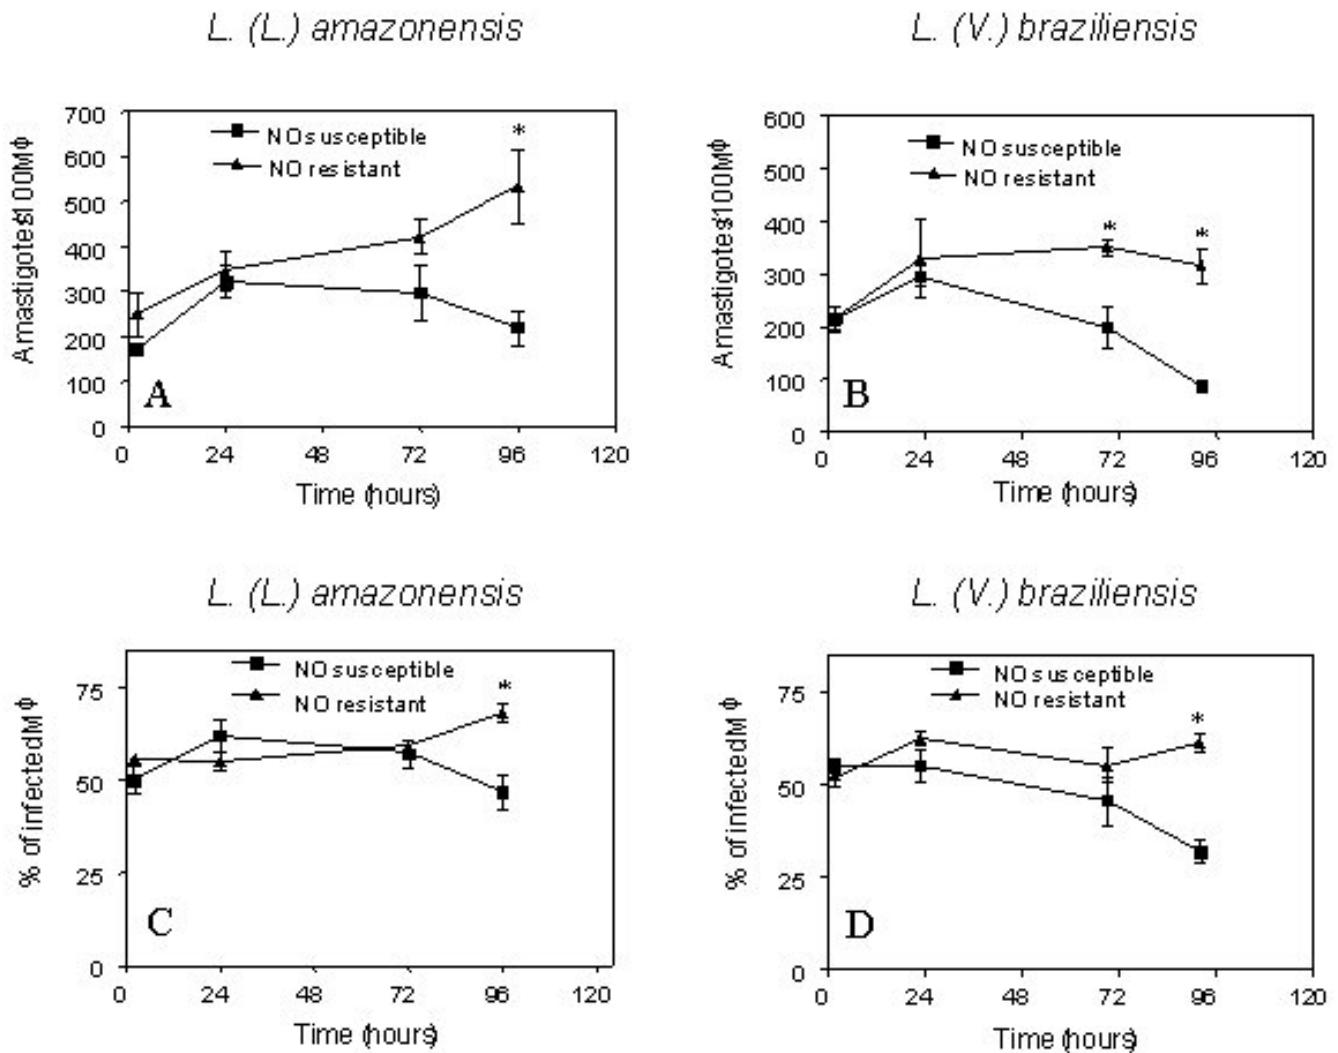 L. (L.) amazonensis
Amastigotes/100MΦ
700
600
500
400
300
200
100
0
NO susceptible
NO resistant
*
A
0 24 48 72 96 120
Time (hours)
L. (V.) braziliensis
Amastigotes/100MΦ
600
500
400
300
200
100
0
NO susceptible
NO resistant
* *
B
0 24 48 72 96 120
Time (hours)
L. (L.) amazonensis
% of infected MΦ
75
50
25
0
NO susceptible
NO resistant
*
C
0 24 48 72 96 120
Time (hours)
L. (V.) braziliensis
% of infected MΦ
75
50
25
0
NO susceptible
NO resistant
*
D
0 24 48 72 96 120
Time (hours)